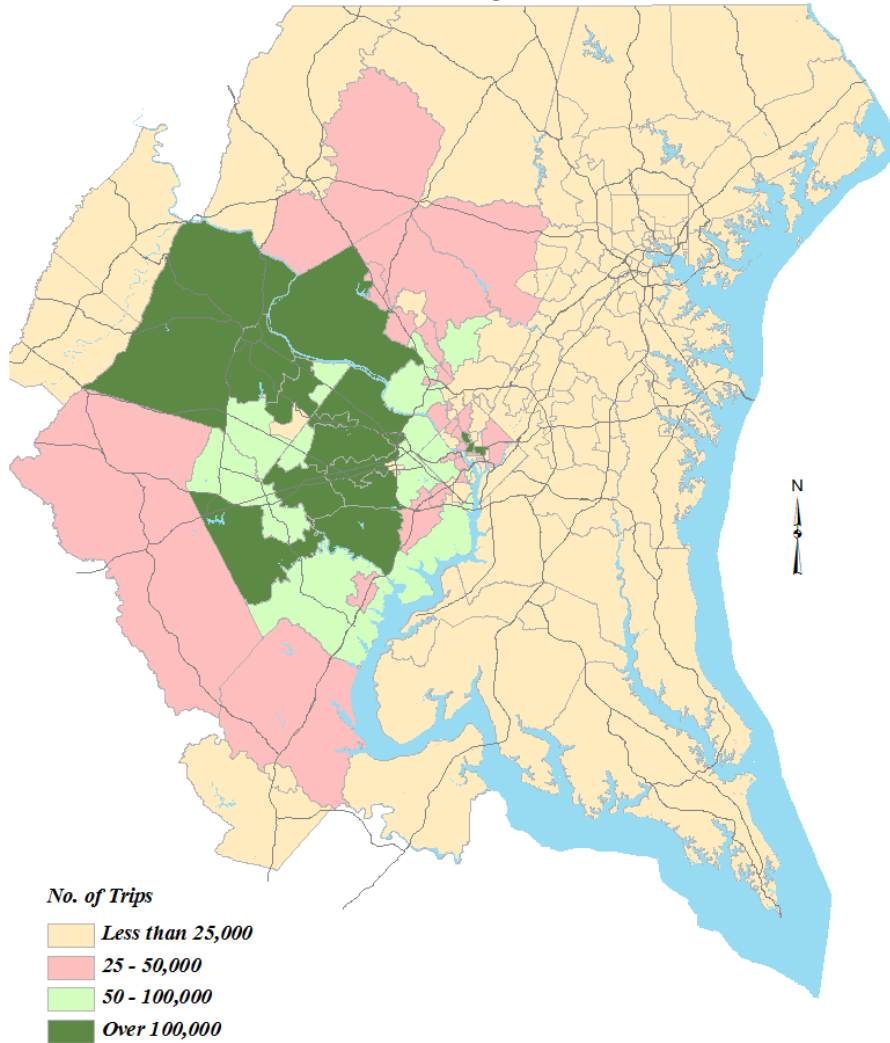 N
No. of Trips
Less than 25,000
25 - 50,000
50 - 100,000
Over 100,000